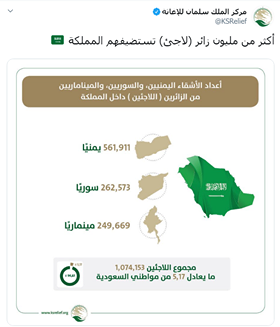 مركز الملك سلمان للإغاثة
@KSRelief
أكثر من مليون زائر (لاجئ) تستضيفهم المملكة
أعداد الأشقاء اليمنيين، والسوريين، والميناماريين
من الزائرين ( اللاجئين ) داخل المملكة
561,911 يمنيًا
262,573 سوريًا
249,669 مينماريًا
مجموع اللاجئين 1,074,153
ما يعادل 5,17 من مواطني السعودية
www.ksrelief.org